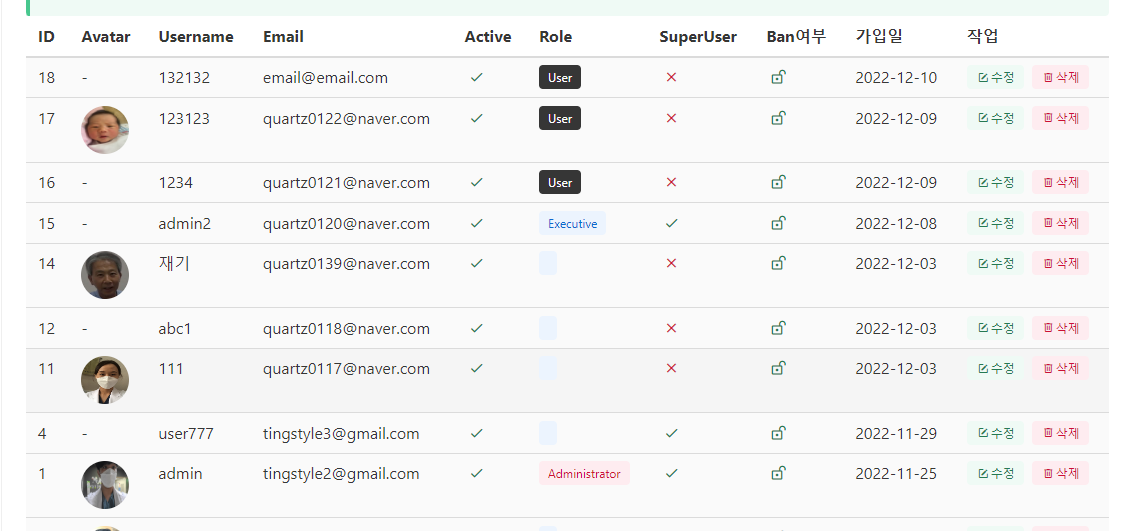 ID Avatar Username Email Active Role SuperUser Ban여부 가입일 작업
18 - 132132 email@email.com User 2022-12-10 수정 삭제
17 123123 quartz0122@naver.com User 2022-12-09 수정 삭제
16 - 1234 quartz0121@naver.com User 2022-12-09 수정 삭제
15 - admin2 quartz0120@naver.com Executive 2022-12-08 수정 삭제
14 재기 quartz0139@naver.com 2022-12-03 수정 삭제
12 - abc1 quartz0118@naver.com 2022-12-03 수정 삭제
11 111 quartz0117@naver.com 2022-12-03 수정 삭제
4 - user777 tingstyle3@gmail.com 2022-11-29 수정 삭제
1 admin tingstyle2@gmail.com Administrator 2022-11-25 수정 삭제